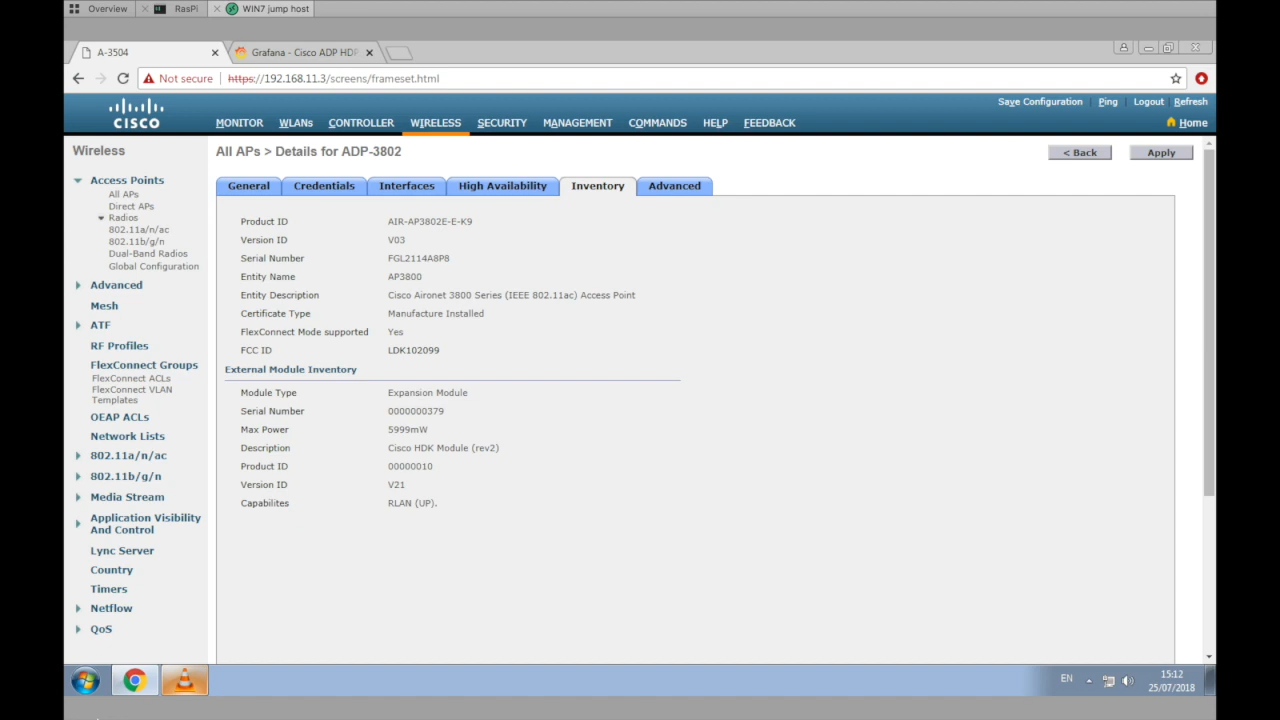 Overview RasPi WIN7 jump host
A-3504 Grafana - Cisco ADP HDP
Not secure https://192.168.11.3/screens/frameset.html
Save Configuration Ping Logout Refresh
CISCO MONITOR WLANs CONTROLLER WIRELESS SECURITY MANAGEMENT COMMANDS HELP FEEDBACK Home
Wireless
Access Points
All APs
Direct APs
Radios
802.11a/n/ac
802.11b/g/n
Dual-Band Radios
Global Configuration
Advanced
Mesh
ATF
RF Profiles
FlexConnect Groups
FlexConnect ACLs
FlexConnect VLAN
Templates
OEAP ACLs
Network Lists
802.11a/n/ac
802.11b/g/n
Media Stream
Application Visibility
And Control
Lync Server
Country
Timers
Netflow
QoS
All APs > Details for ADP-3802 < Back Apply
General Credentials Interfaces High Availability Inventory Advanced
Product ID AIR-AP3802E-E-K9
Version ID V03
Serial Number FGL2114A8P8
Entity Name AP3800
Entity Description Cisco Aironet 3800 Series (IEEE 802.11ac) Access Point
Certificate Type Manufacture Installed
FlexConnect Mode supported Yes
FCC ID LDK102099
External Module Inventory
Module Type Expansion Module
Serial Number 0000000379
Max Power 5999mW
Description Cisco HDK Module (rev2)
Product ID 00000010
Version ID V21
Capabilites RLAN (UP).
EN 15:12
25/07/2018